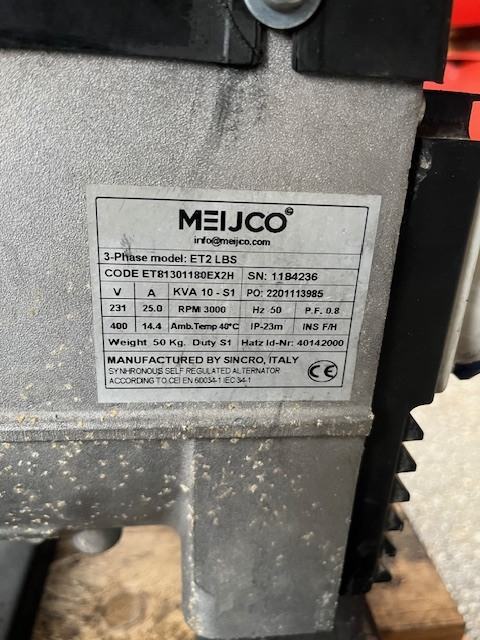 MEIJCO©
info@meijco.com
3-Phase model: ET2 LBS
CODE ET81301180EX2H SN: 1184236
V A KVA 10 - S1 PO: 2201113985
231 25.0 RPM 3000 Hz 50 P.F. 0.8
400 14.4 Amb.Temp 40°C IP-23m INS F/H
Weight 50 Kg. Duty S1 Hatz Id-Nr: 40142000
MANUFACTURED BY SINCRO, ITALY
SYNHRONOUS SELF REGULATED ALTERNATOR
ACCORDING TO CEI EN 60034-1 IEC 34-1
CE